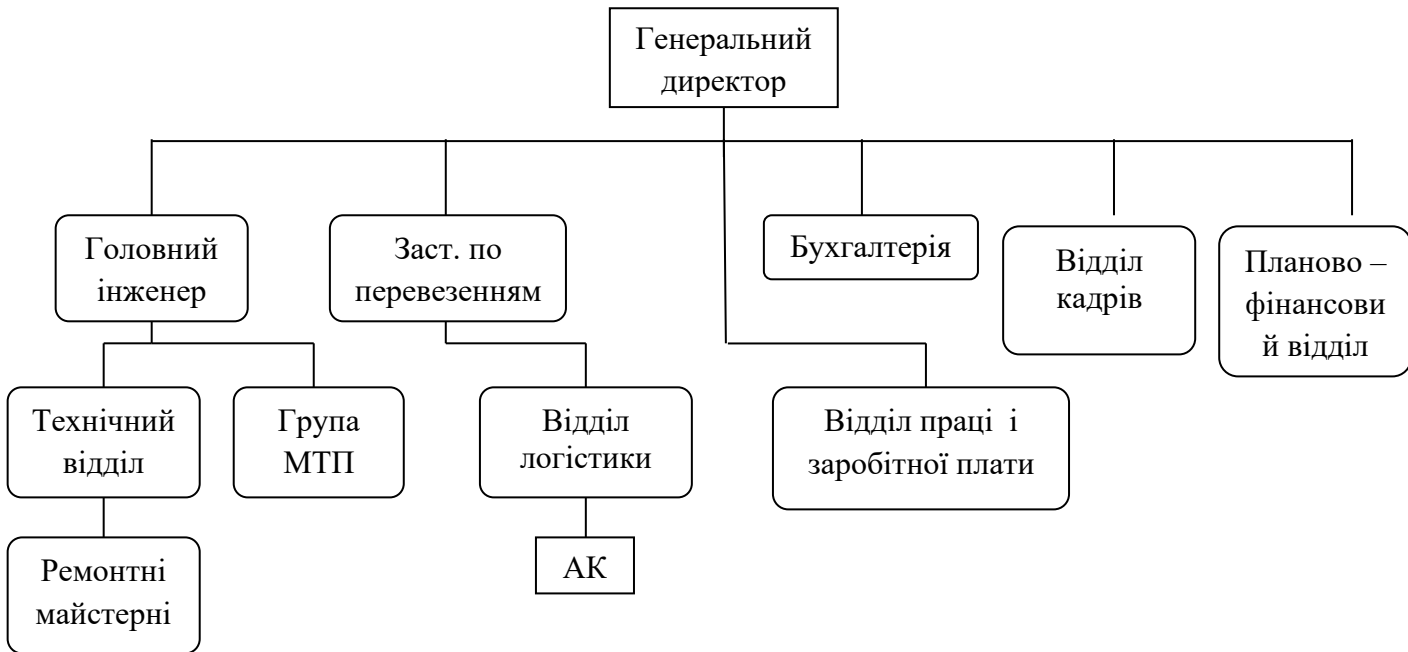 Генеральний
директор
Головний
інженер
Заст. по
перевезенням
Бухгалтерія
Відділ
кадрів
Планово –
фінансови
й відділ
Технічний
відділ
Група
МТП
Відділ
логістики
Відділ праці і
заробітної плати
Ремонтні
майстерні
АК